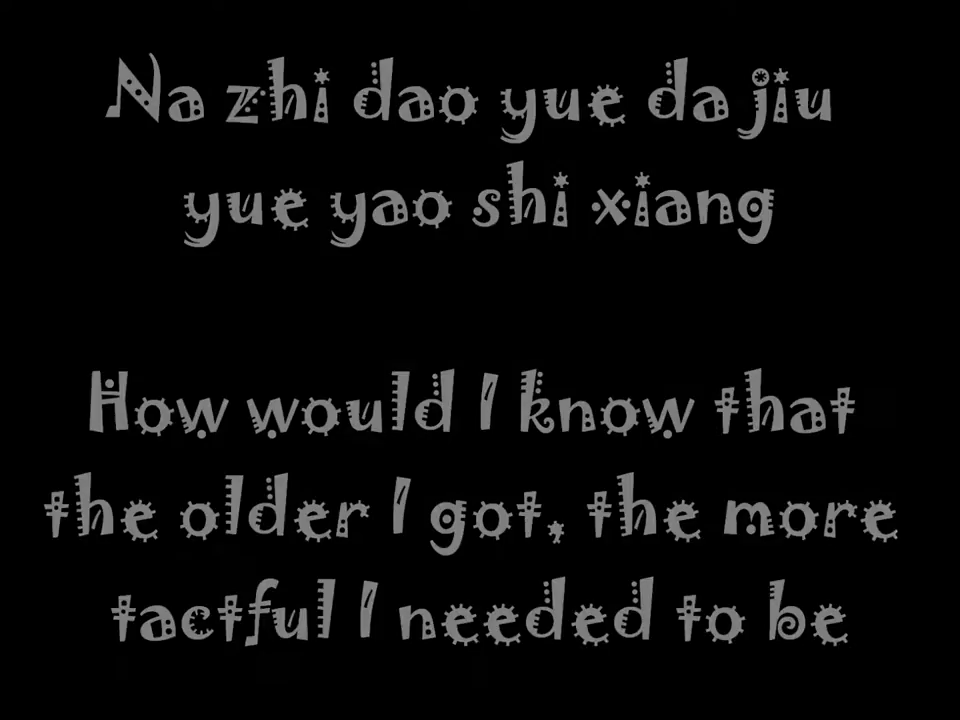 Na zhi dao yue da jiu
yue yao shi xiang
How would I know that
the older I got, the more
tactful I needed to be